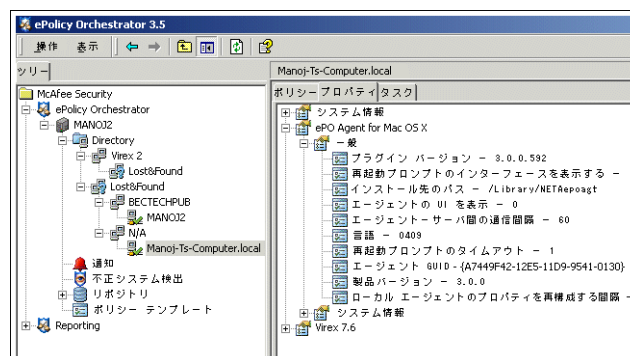 ePolicy Orchestrator 3.5
操作 表示
ツリー
McAfee Security
ePolicy Orchestrator
MANOJ2
Directory
Virex 2
Lost&Found
Lost&Found
BECTECHPUB
MANOJ2
N/A
Manoj-Ts-Computer.local
通知
不正システム検出
リポジトリ
ポリシー テンプレート
Reporting
Manoj-Ts-Computer.local
ポリシー プロパティ タスク
システム情報
ePO Agent for Mac OS X
一般
プラグイン バージョン - 3.0.0.592
再起動プロンプトのインターフェースを表示する -
インストール先のパス - /Library/NETAepoagt
エージェントの UI を表示 - 0
エージェント－サーバ間の通信間隔 - 60
言語 - 0409
再起動プロンプトのタイムアウト - 1
エージェント GUID - {A7449F42-12E5-11D9-9541-0130}
製品バージョン - 3.0.0
ローカル エージェントのプロパティを再構成する間隔 -
システム情報
Virex 7.6